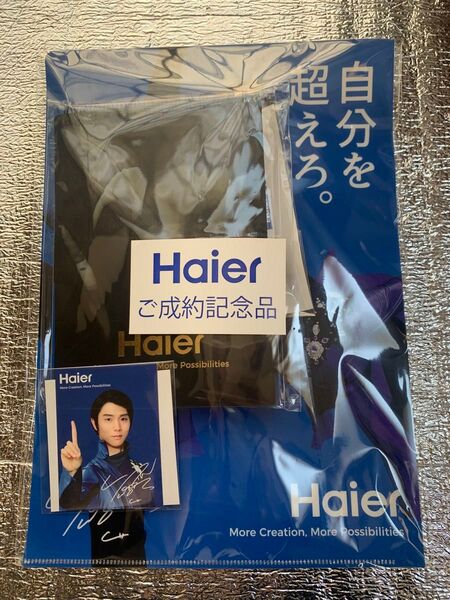 自分を
超えろ。
Haier
ご成約記念品
Haier
More Possibilities
Haier
More Creation, More Possibilities
Haier
More Creation, More Possibilities